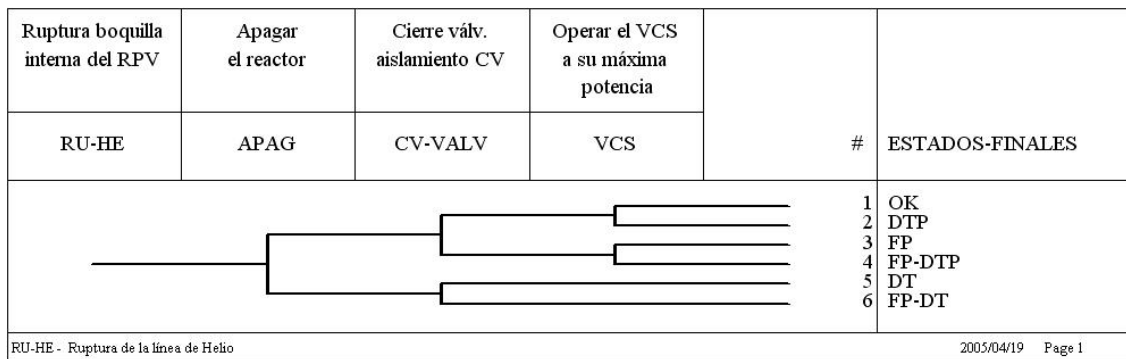 Ruptura boquilla
interna del RPV
Apagar
el reactor
Cierre válv.
aislamiento CV
Operar el VCS
a su máxima
potencia
RU-HE
APAG
CV-VALV
VCS
#
ESTADOS-FINALES
1 OK
2 DTP
3 FP
4 FP-DTP
5 DT
6 FP-DT
RU-HE - Ruptura de la línea de Helio
2005/04/19 Page 1